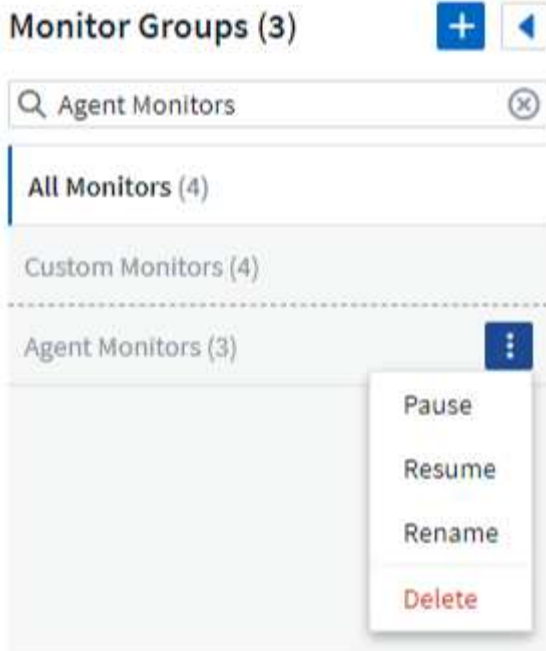 Monitor Groups (3)
Agent Monitors
All Monitors (4)
Custom Monitors (4)
Agent Monitors (3)
Pause
Resume
Rename
Delete